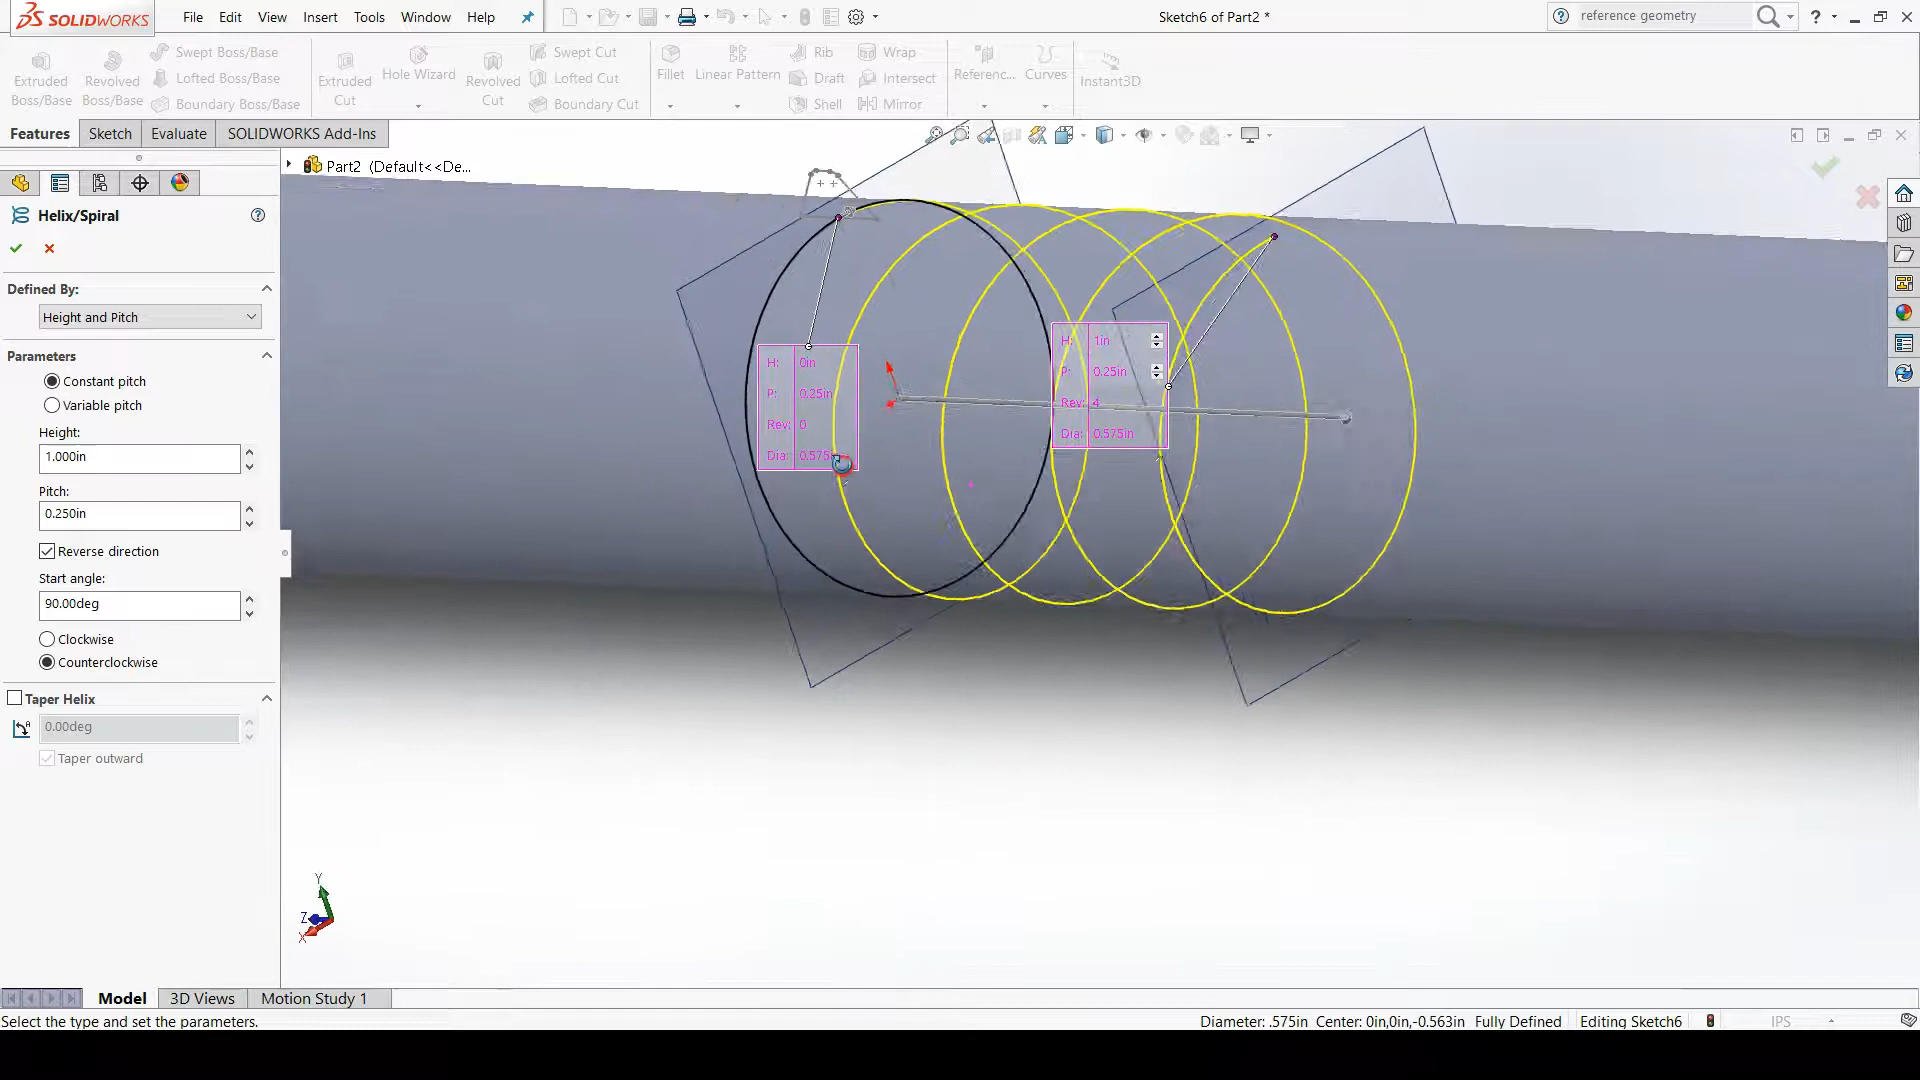 SOLIDWORKS
File Edit View Insert Tools Window Help
Sketch6 of Part2 *
reference geometry
?
Extruded Boss/Base
Revolved Boss/Base
Swept Boss/Base
Lofted Boss/Base
Boundary Boss/Base
Extruded Cut
Hole Wizard
Revolved Cut
Swept Cut
Lofted Cut
Boundary Cut
Fillet
Linear Pattern
Rib
Draft
Shell
Wrap
Intersect
Mirror
Referenc...
Curves
Instant3D
Features Sketch Evaluate SOLIDWORKS Add-Ins
Part2 (Default<<De...
Helix/Spiral
?
Defined By:
Height and Pitch
Parameters
Constant pitch
Variable pitch
Height:
1.000in
Pitch:
0.250in
Reverse direction
Start angle:
90.00deg
Clockwise
Counterclockwise
Taper Helix
0.00deg
Taper outward
H: 0in
P: 0.25in
Rev: 0
Dia: 0.575
H: 1in
P: 0.25in
Rev: 4
Dia: 0.575in
Y
Z
X
Model 3D Views Motion Study 1
Select the type and set the parameters.
Diameter: .575in Center: 0in,0in,-0.563in Fully Defined Editing Sketch6 IPS